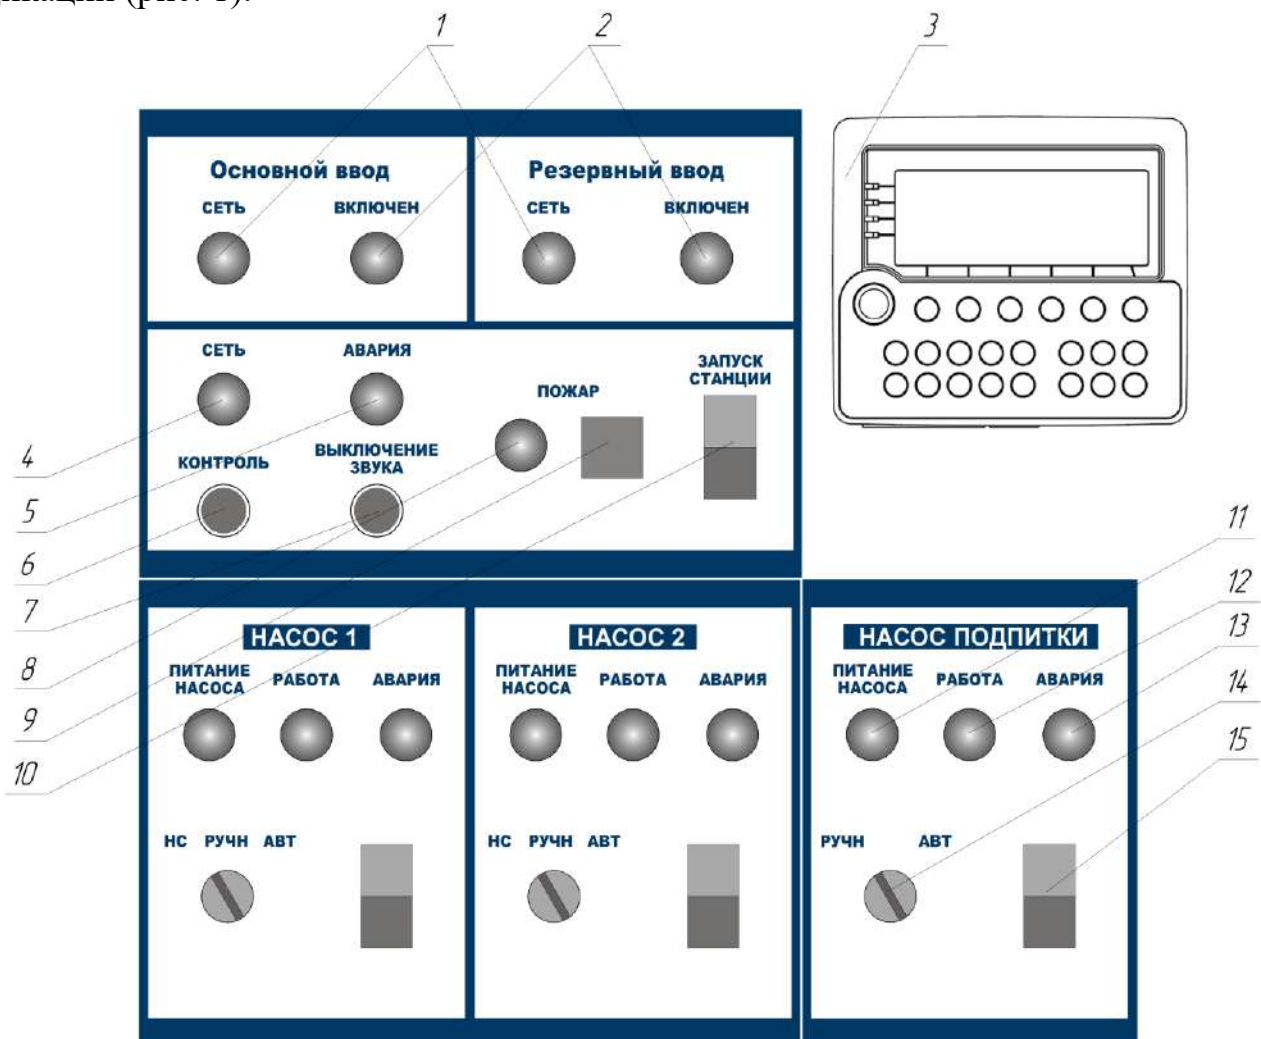 (рис. 1).
1 2 3
Основной ввод Резервный ввод
СЕТЬ ВКЛЮЧЕН СЕТЬ ВКЛЮЧЕН
СЕТЬ АВАРИЯ
ЗАПУСК
СТАНЦИИ
ПОЖАР
КОНТРОЛЬ
ВЫКЛЮЧЕНИЕ
ЗВУКА
4
5
6
7
8
9
10
11
12
13
14
15
НАСОС 1 НАСОС 2 НАСОС ПОДПИТКИ
ПИТАНИЕ
НАСОСА РАБОТА АВАРИЯ
ПИТАНИЕ
НАСОСА РАБОТА АВАРИЯ
ПИТАНИЕ
НАСОСА РАБОТА АВАРИЯ
НС РУЧН АВТ НС РУЧН АВТ РУЧН АВТ